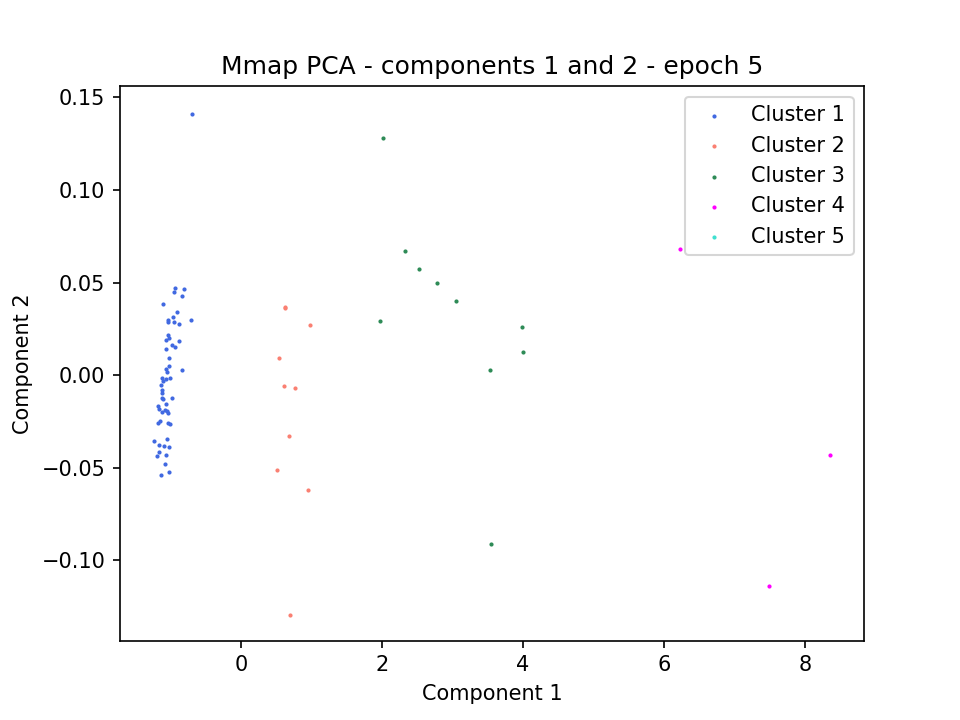 Mmap PCA - components 1 and 2 - epoch 5
Cluster 1
Cluster 2
Cluster 3
Cluster 4
Cluster 5
0.15
0.10
0.05
0.00
−0.05
−0.10
Component 2
0 2 4 6 8
Component 1